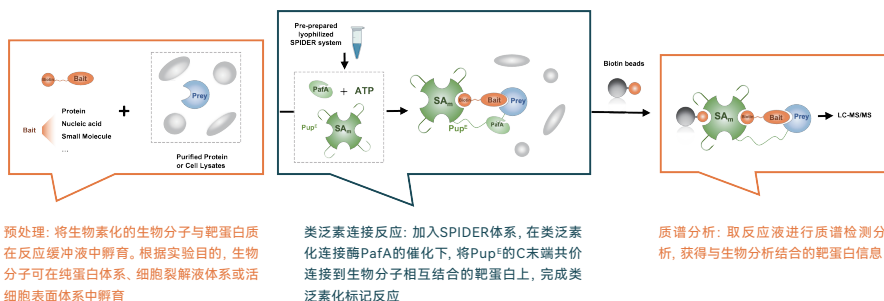 Biotin
Bait
Bait
Protein
Nucleic acid
Small Molecule
...
+
Prey
Purified Protein
or Cell Lysates
Pre-prepared
lyophilized
SPIDER system
PafA + ATP
Pupᴱ
SAm
SAm
Biotin
Bait
Prey
PafA
Pupᴱ
Biotin beads
SAm
Biotin
Bait
Prey
LC-MS/MS
预处理: 将生物素化的生物分子与靶蛋白质
在反应缓冲液中孵育。根据实验目的, 生物
分子可在纯蛋白体系、细胞裂解液体系或活
细胞表面体系中孵育
类泛素连接反应: 加入SPIDER体系, 在类泛素
化连接酶PafA的催化下, 将Pupᴱ的C末端共价
连接到生物分子相互结合的靶蛋白上, 完成类
泛素化标记反应
质谱分析: 取反应液进行质谱检测分
析, 获得与生物分析结合的靶蛋白信息